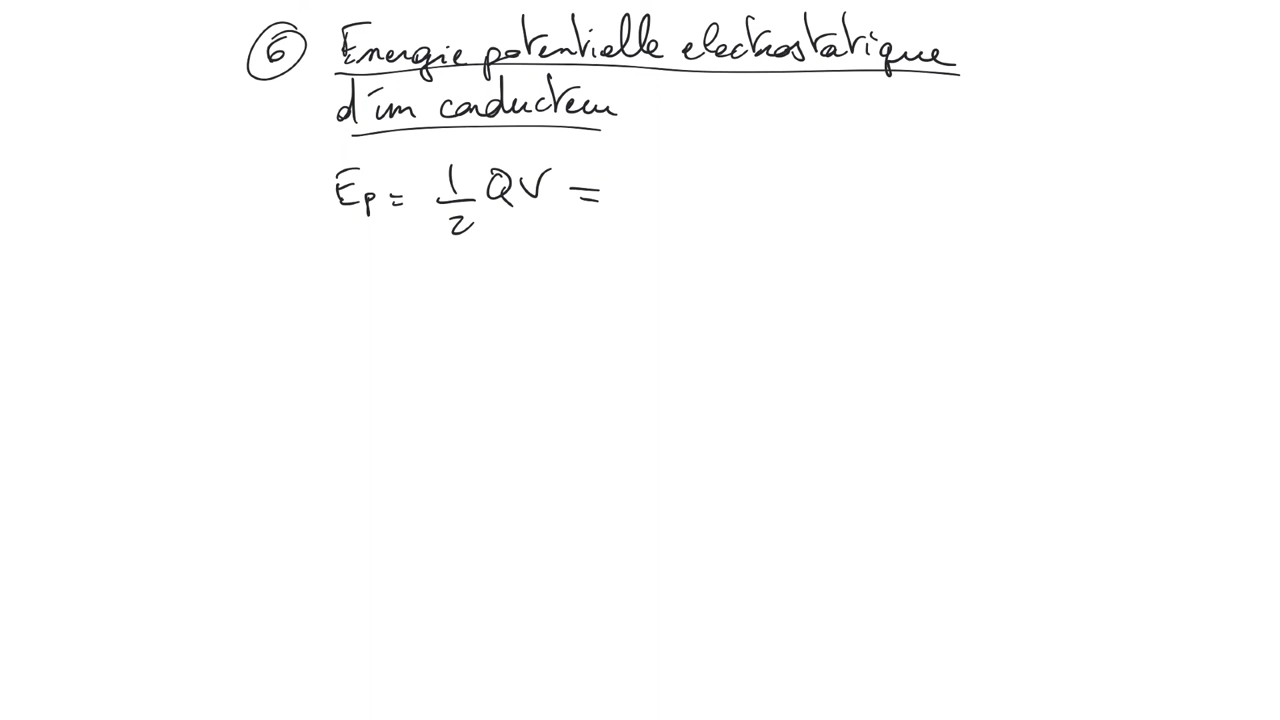 ⑥ Energie potentielle electrostatique
d'un conducteur
Ep = 1/2 QV =